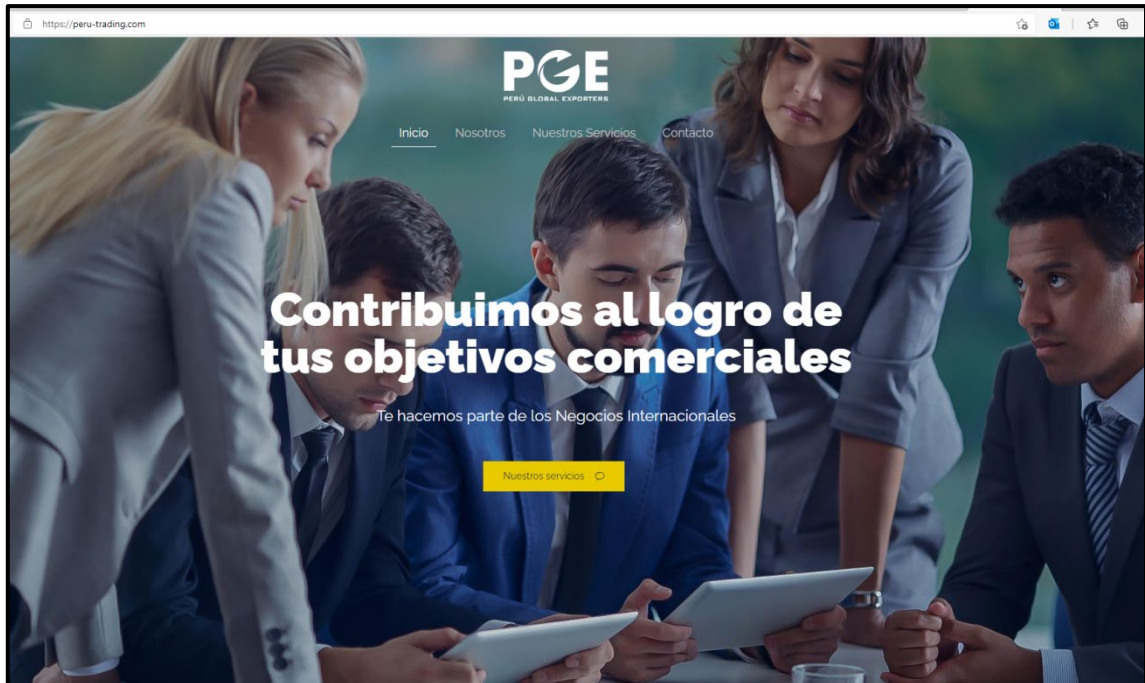 https://peru-trading.com
PGE
PERÚ GLOBAL EXPORTERS
Inicio Nosotros Nuestros Servicios Contacto
Contribuimos al logro de
tus objetivos comerciales
Te hacemos parte de los Negocios Internacionales
Nuestros servicios